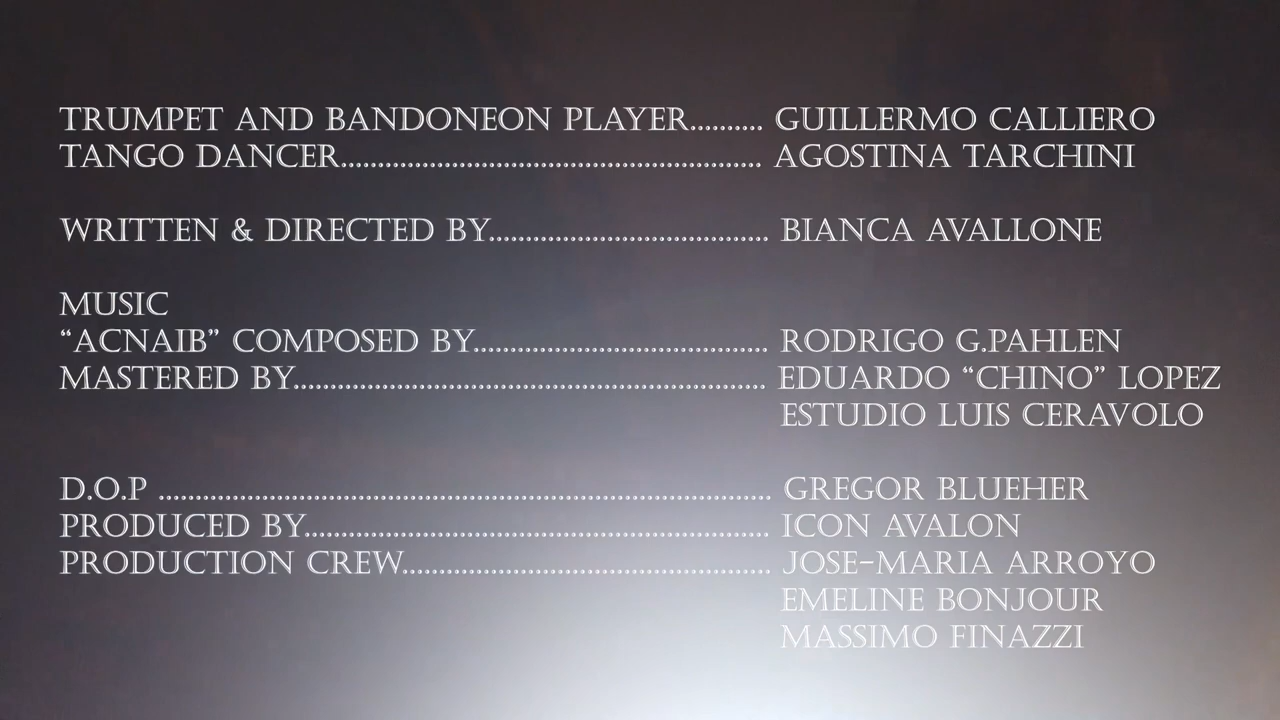 TRUMPET AND BANDONEON PLAYER.......... GUILLERMO CALLIERO
TANGO DANCER......................................................... AGOSTINA TARCHINI
WRITTEN & DIRECTED BY...................................... BIANCA AVALLONE
MUSIC
“ACNAIB” COMPOSED BY........................................ RODRIGO G.PAHLEN
MASTERED BY................................................................ EDUARDO “CHINO” LOPEZ
ESTUDIO LUIS CERAVOLO
D.O.P ................................................................................... GREGOR BLUEHER
PRODUCED BY............................................................... ICON AVALON
PRODUCTION CREW.................................................. JOSE-MARIA ARROYO
EMELINE BONJOUR
MASSIMO FINAZZI